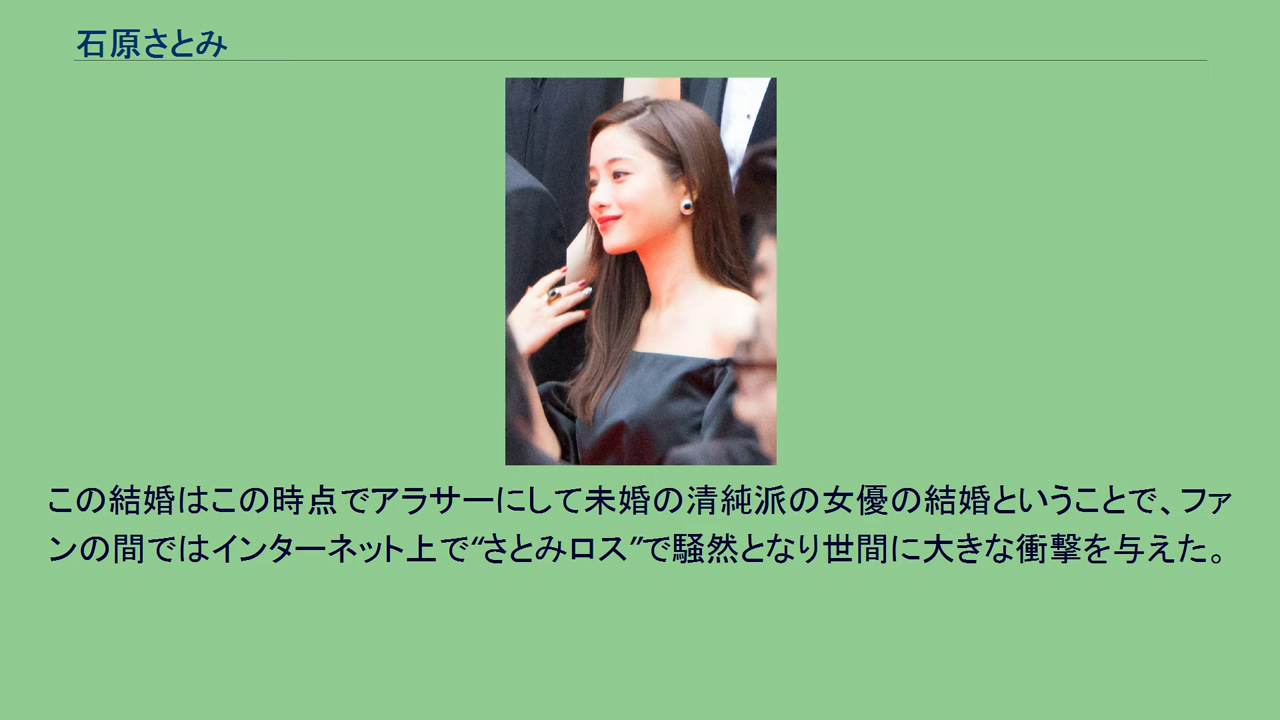 石原さとみ
この結婚はこの時点でアラサーにして未婚の清純派の女優の結婚ということで、ファ
ンの間ではインターネット上で“さとみロス”で騒然となり世間に大きな衝撃を与えた。